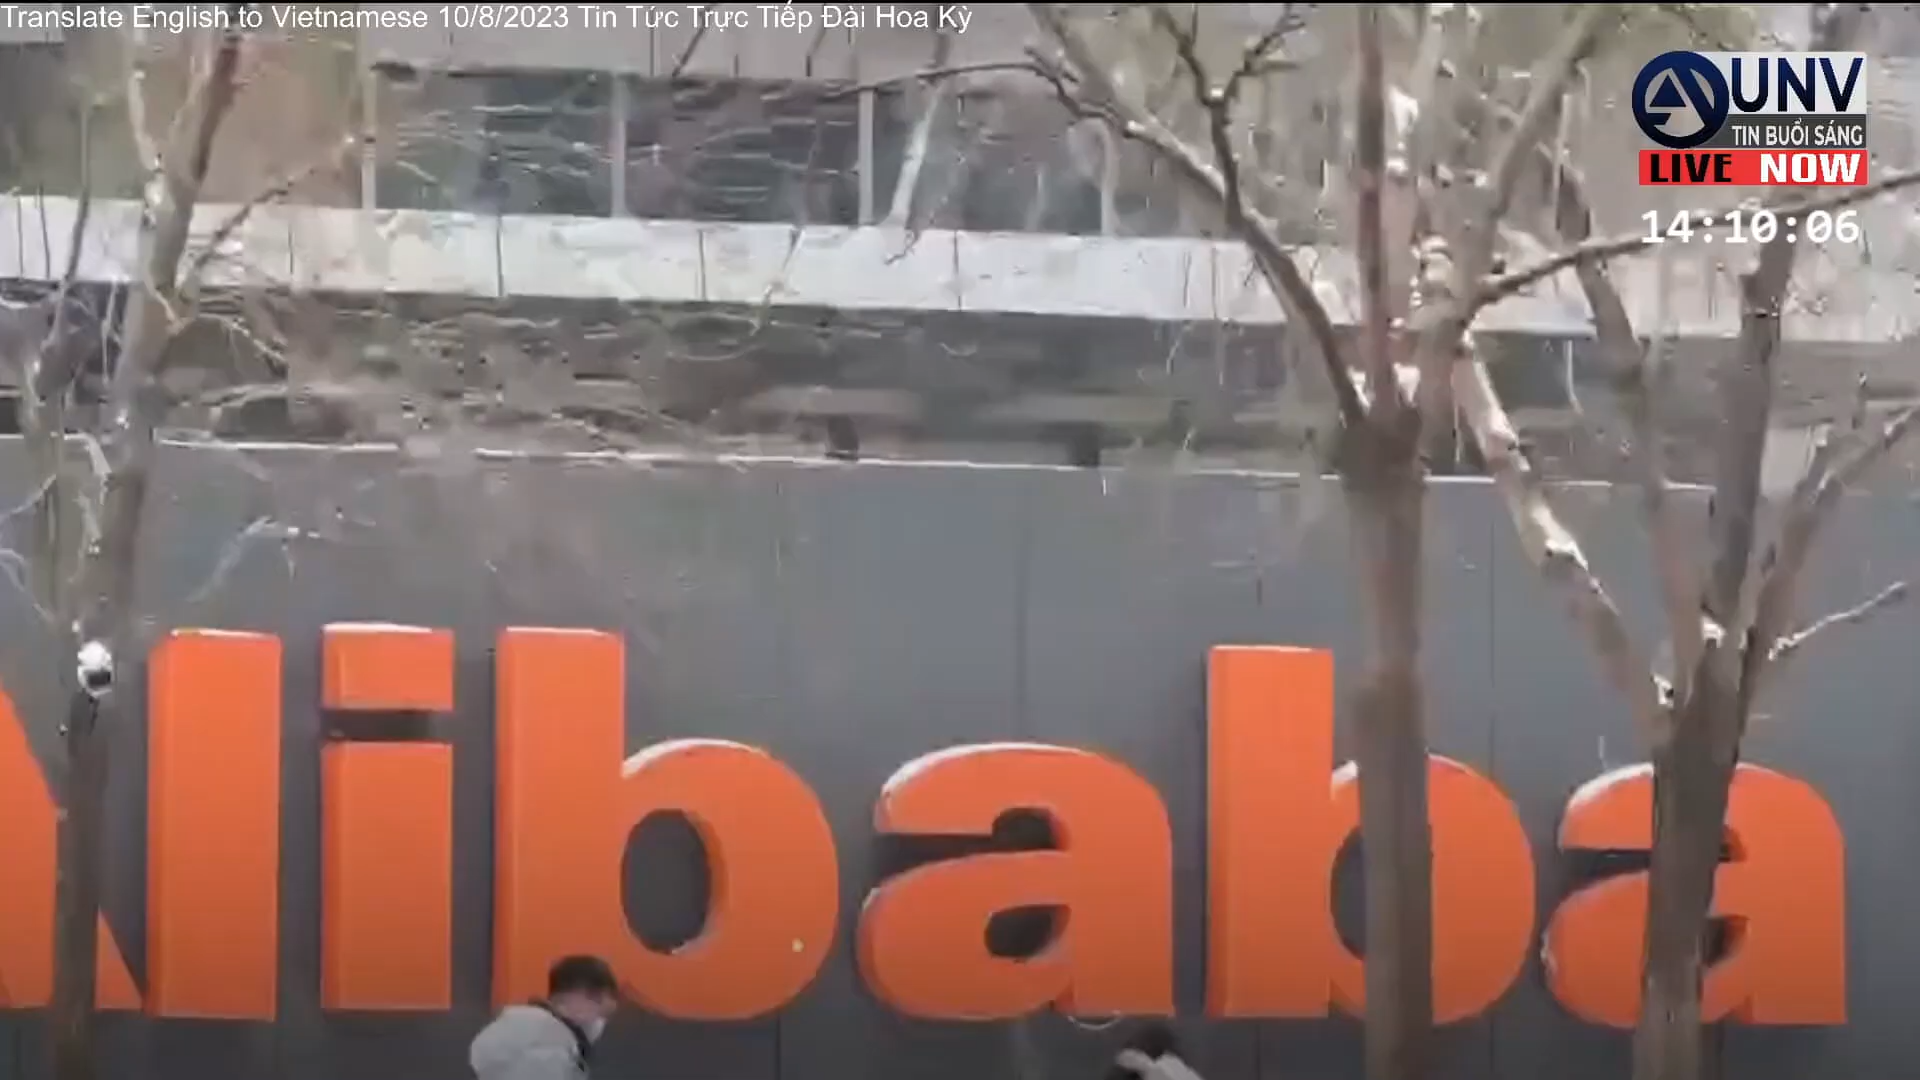 Translate English to Vietnamese 10/8/2023 Tin Tức Trực Tiếp Đài Hoa Kỳ
UNV
TIN BUỔI SÁNG
LIVE NOW
14:10:06
Alibaba